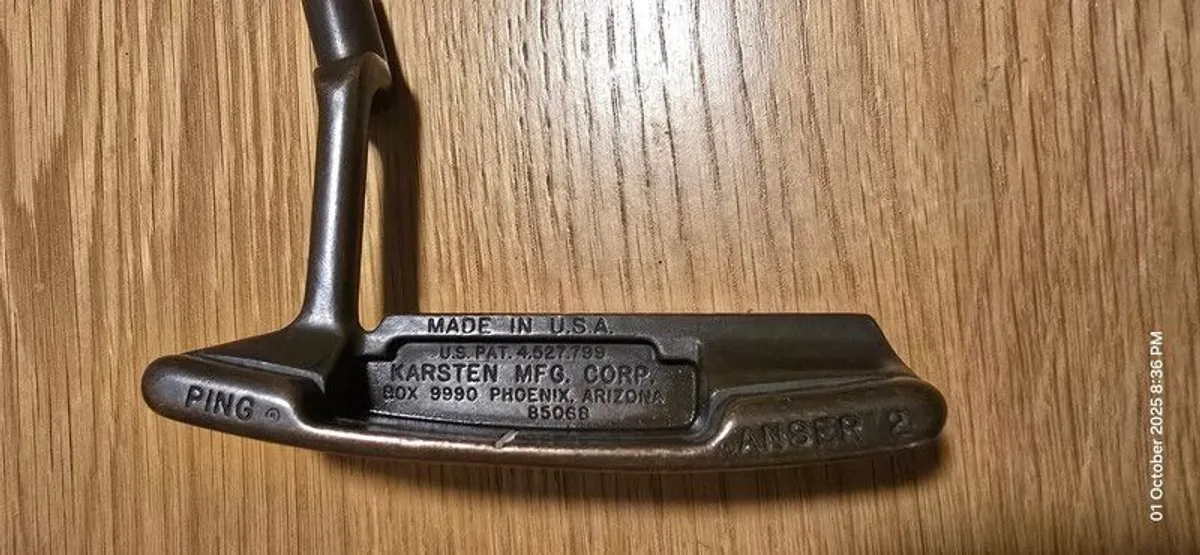 MADE IN U.S.A.
U.S. PAT. 4,527,799
KARSTEN MFG. CORP.
BOX 9990 PHOENIX, ARIZONA
85068
PING ®
ANSER 2
01 October 2025 8:36 PM